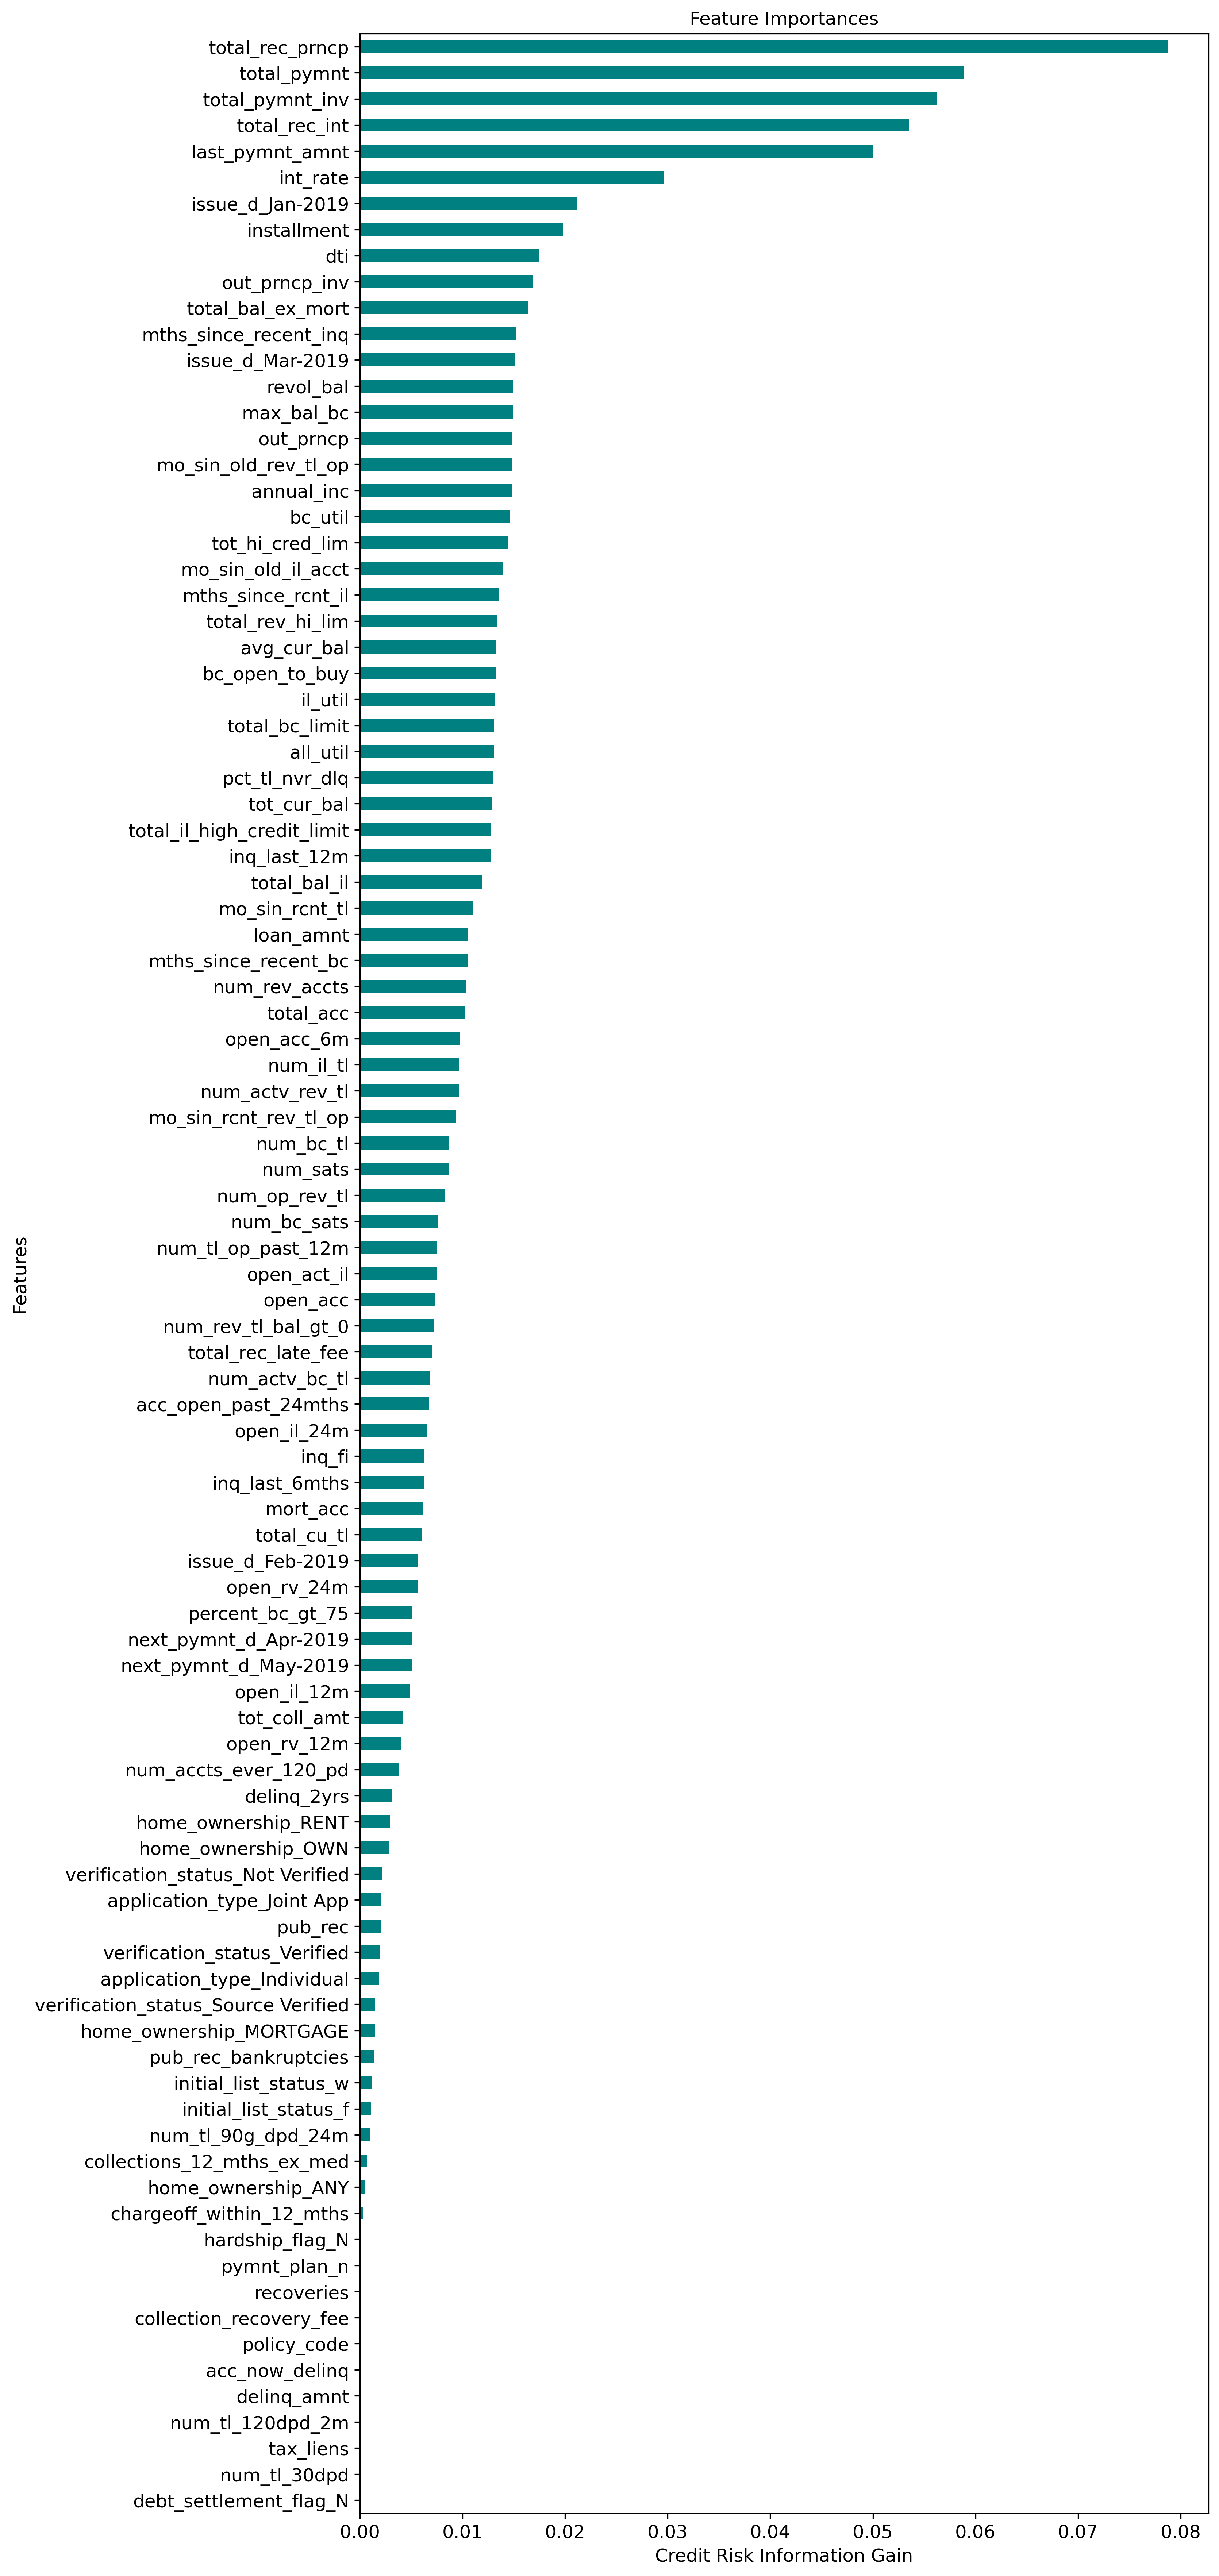 Feature Importances
total_rec_prncp
total_pymnt
total_pymnt_inv
total_rec_int
last_pymnt_amnt
int_rate
issue_d_Jan-2019
installment
dti
out_prncp_inv
total_bal_ex_mort
mths_since_recent_inq
issue_d_Mar-2019
revol_bal
max_bal_bc
out_prncp
mo_sin_old_rev_tl_op
annual_inc
bc_util
tot_hi_cred_lim
mo_sin_old_il_acct
mths_since_rcnt_il
total_rev_hi_lim
avg_cur_bal
bc_open_to_buy
il_util
total_bc_limit
all_util
pct_tl_nvr_dlq
tot_cur_bal
total_il_high_credit_limit
inq_last_12m
total_bal_il
mo_sin_rcnt_tl
loan_amnt
mths_since_recent_bc
num_rev_accts
total_acc
open_acc_6m
num_il_tl
num_actv_rev_tl
mo_sin_rcnt_rev_tl_op
num_bc_tl
num_sats
num_op_rev_tl
num_bc_sats
num_tl_op_past_12m
open_act_il
open_acc
num_rev_tl_bal_gt_0
total_rec_late_fee
num_actv_bc_tl
acc_open_past_24mths
open_il_24m
inq_fi
inq_last_6mths
mort_acc
total_cu_tl
issue_d_Feb-2019
open_rv_24m
percent_bc_gt_75
next_pymnt_d_Apr-2019
next_pymnt_d_May-2019
open_il_12m
tot_coll_amt
open_rv_12m
num_accts_ever_120_pd
delinq_2yrs
home_ownership_RENT
home_ownership_OWN
verification_status_Not Verified
application_type_Joint App
pub_rec
verification_status_Verified
application_type_Individual
verification_status_Source Verified
home_ownership_MORTGAGE
pub_rec_bankruptcies
initial_list_status_w
initial_list_status_f
num_tl_90g_dpd_24m
collections_12_mths_ex_med
home_ownership_ANY
chargeoff_within_12_mths
hardship_flag_N
pymnt_plan_n
recoveries
collection_recovery_fee
policy_code
acc_now_delinq
delinq_amnt
num_tl_120dpd_2m
tax_liens
num_tl_30dpd
debt_settlement_flag_N
Features
0.00 0.01 0.02 0.03 0.04 0.05 0.06 0.07 0.08
Credit Risk Information Gain